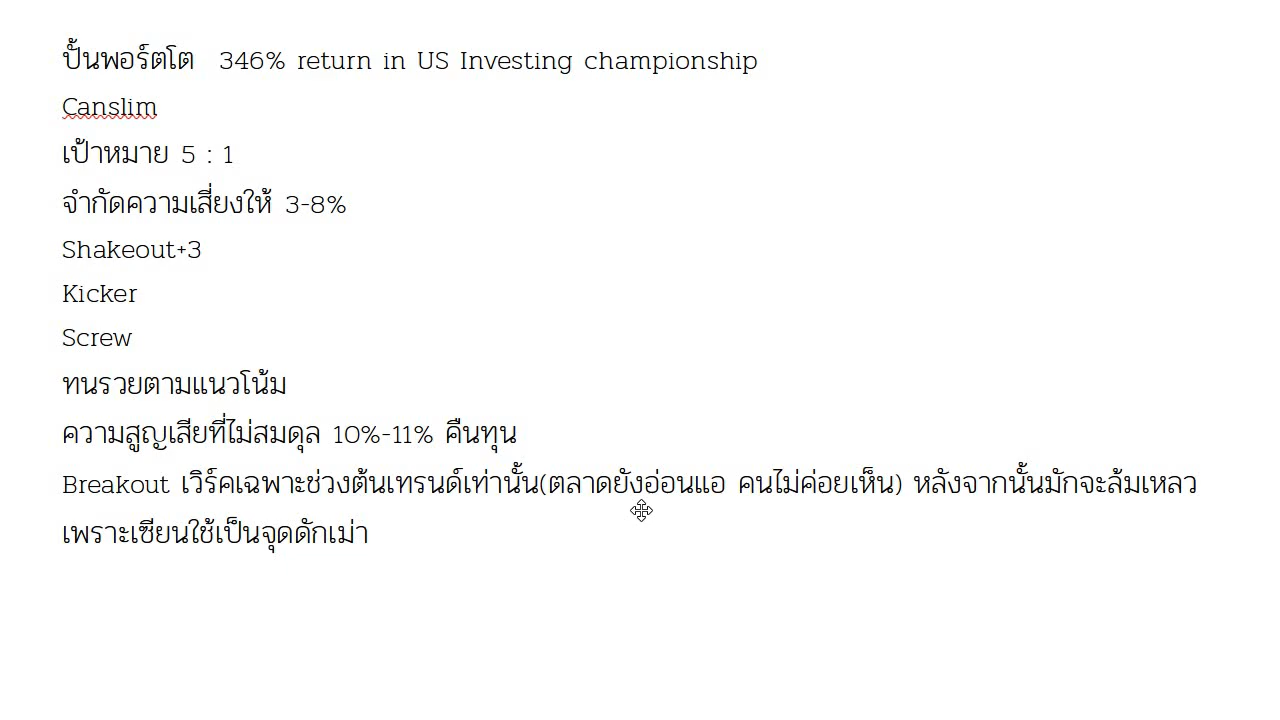 ปั้นพอร์ตโต 346% return in US Investing championship
Canslim
เป้าหมาย 5 : 1
จำกัดความเสี่ยงให้ 3-8%
Shakeout+3
Kicker
Screw
ทนรวยตามแนวโน้ม
ความสูญเสียที่ไม่สมดุล 10%-11% คืนทุน
Breakout เวิร์คเฉพาะช่วงต้นเทรนด์เท่านั้น(ตลาดยังอ่อนแอ คนไม่ค่อยเห็น) หลังจากนั้นมักจะล้มเหลว
เพราะเซียนใช้เป็นจุดดักเม่า